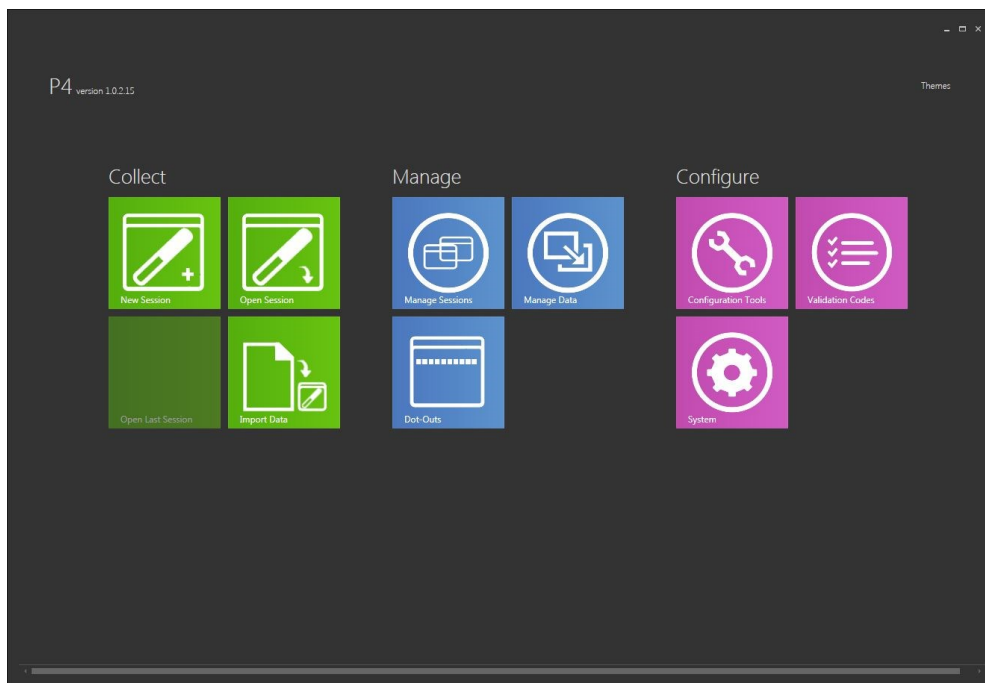 P4 version 1.0.2.15
Themes
Collect
Manage
Configure
New Session
Open Session
Manage Sessions
Manage Data
Configuration Tools
Validation Codes
Open Last Session
Import Data
Dot-Outs
System